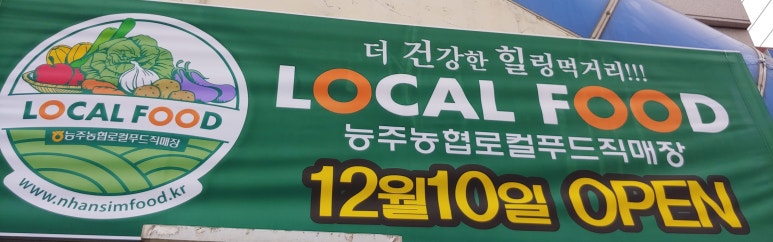 LOCAL FOOD
능주농협로컬푸드직매장
www.nhansimfood.kr
더 건강한 힐링먹거리!!!
LOCAL FOOD
능주농협로컬푸드직매장
12월10일 OPEN